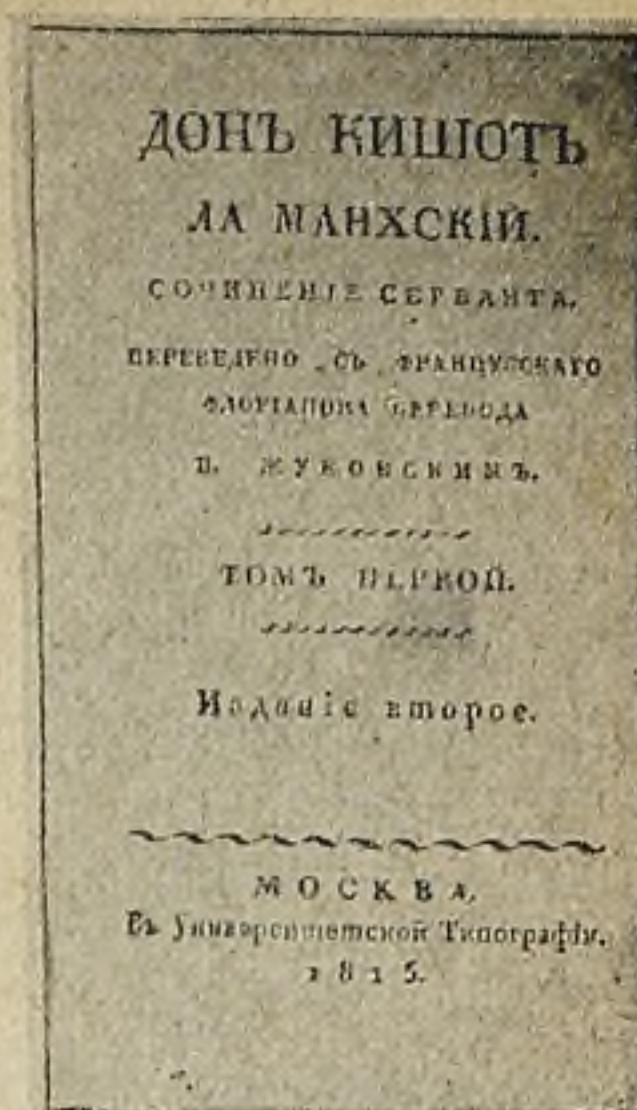 ДОНЪ КИШОТЪ
ЛА МАНХСКІЙ.
СОЧИНЕНІЕ СЕРВАНТА.
ПЕРЕВЕДЕНО СЪ ФРАНЦУЗСКАГО
ФЛОРІАНОВА ПЕРЕВОДА
В. ЖУКОВСКИМЪ.
ТОМЪ ПЕРВОЙ.
Изданіе второе.
МОСКВА,
Въ Университетской Типографіи.
1815.